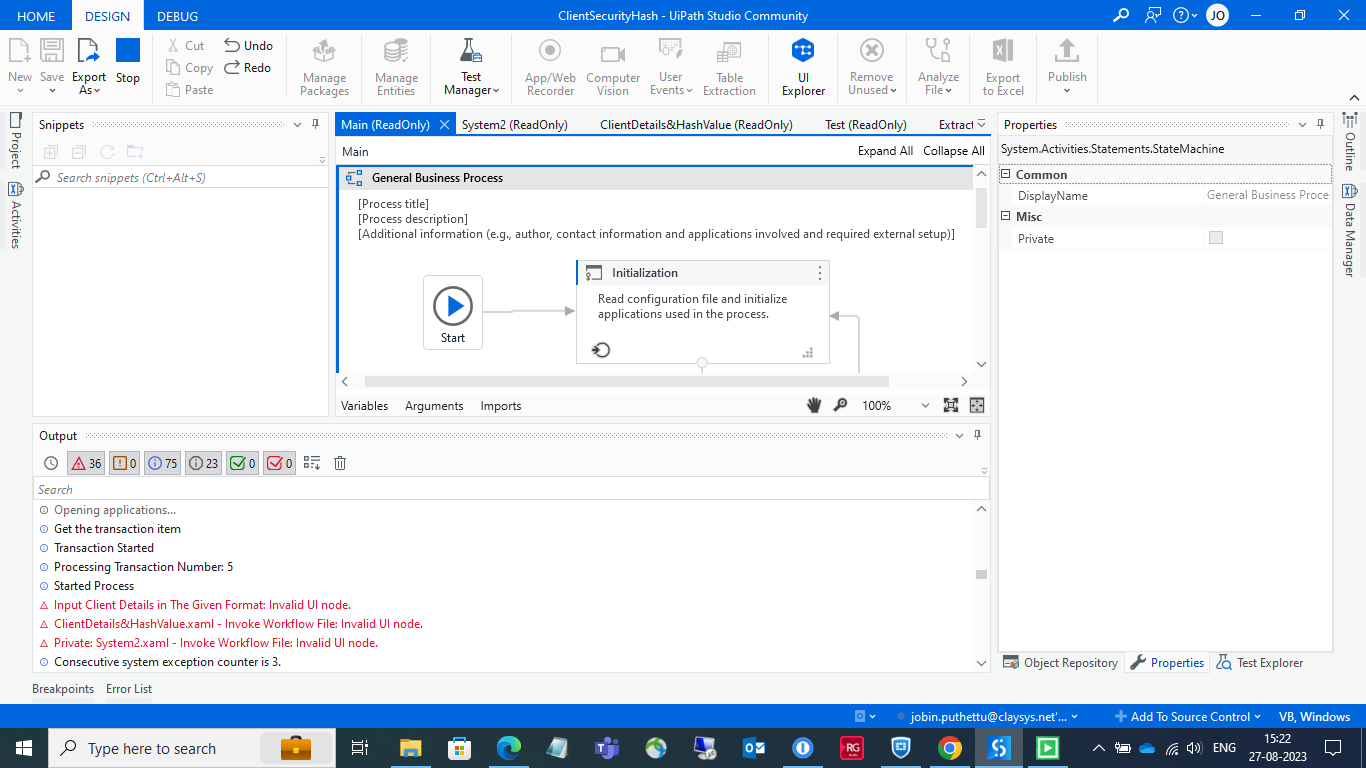 HOME DESIGN DEBUG ClientSecurityHash - UiPath Studio Community JO
New Save Export As Stop Cut Copy Paste Undo Redo Manage Packages Manage Entities Test Manager App/Web Recorder Computer Vision User Events Table Extraction UI Explorer Remove Unused Analyze File Export to Excel Publish
Project
Activities
Snippets
Search snippets (Ctrl+Alt+S)
Main (ReadOnly) System2 (ReadOnly) ClientDetails&HashValue (ReadOnly) Test (ReadOnly) Extract
Main Expand All Collapse All
General Business Process
[Process title]
[Process description]
[Additional information (e.g., author, contact information and applications involved and required external setup)]
Start
Initialization
Read configuration file and initialize
applications used in the process.
Variables Arguments Imports 100%
Properties
System.Activities.Statements.StateMachine
Common
DisplayName General Business Proce
Misc
Private
Outline
Data Manager
Output
36 0 75 23 0 0
Search
Opening applications...
Get the transaction item
Transaction Started
Processing Transaction Number: 5
Started Process
Input Client Details in The Given Format: Invalid UI node.
ClientDetails&HashValue.xaml - Invoke Workflow File: Invalid UI node.
Private: System2.xaml - Invoke Workflow File: Invalid UI node.
Consecutive system exception counter is 3.
Object Repository Properties Test Explorer
Breakpoints Error List
jobin.puthettu@claysys.net'... Add To Source Control VB, Windows
Type here to search RG ENG 15:22
27-08-2023